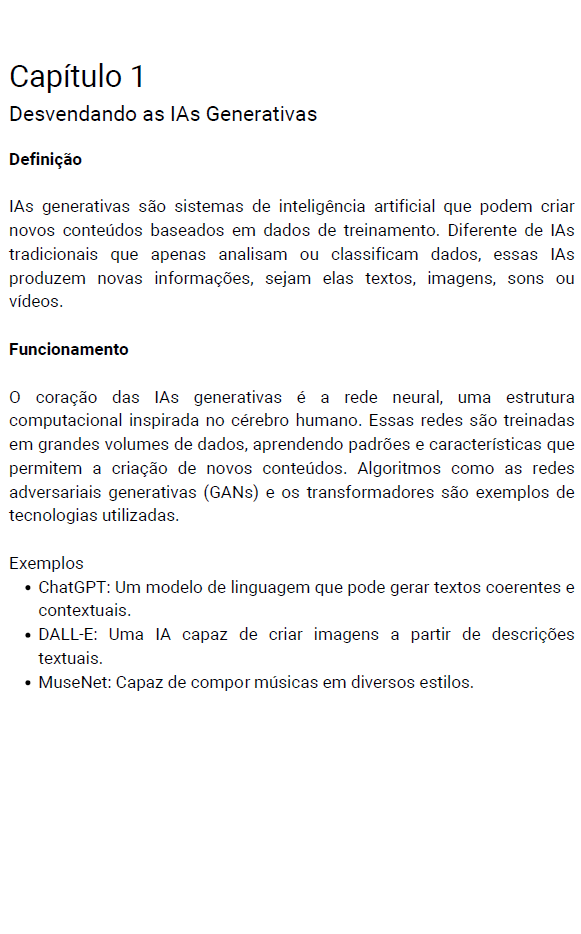 Capítulo 1
Desvendando as IAs Generativas
Definição
IAs generativas são sistemas de inteligência artificial que podem criar
novos conteúdos baseados em dados de treinamento. Diferente de IAs
tradicionais que apenas analisam ou classificam dados, essas IAs
produzem novas informações, sejam elas textos, imagens, sons ou
vídeos.
Funcionamento
O coração das IAs generativas é a rede neural, uma estrutura
computacional inspirada no cérebro humano. Essas redes são treinadas
em grandes volumes de dados, aprendendo padrões e características que
permitem a criação de novos conteúdos. Algoritmos como as redes
adversariais generativas (GANs) e os transformadores são exemplos de
tecnologias utilizadas.
Exemplos
• ChatGPT: Um modelo de linguagem que pode gerar textos coerentes e
contextuais.
• DALL-E: Uma IA capaz de criar imagens a partir de descrições
textuais.
• MuseNet: Capaz de compor músicas em diversos estilos.